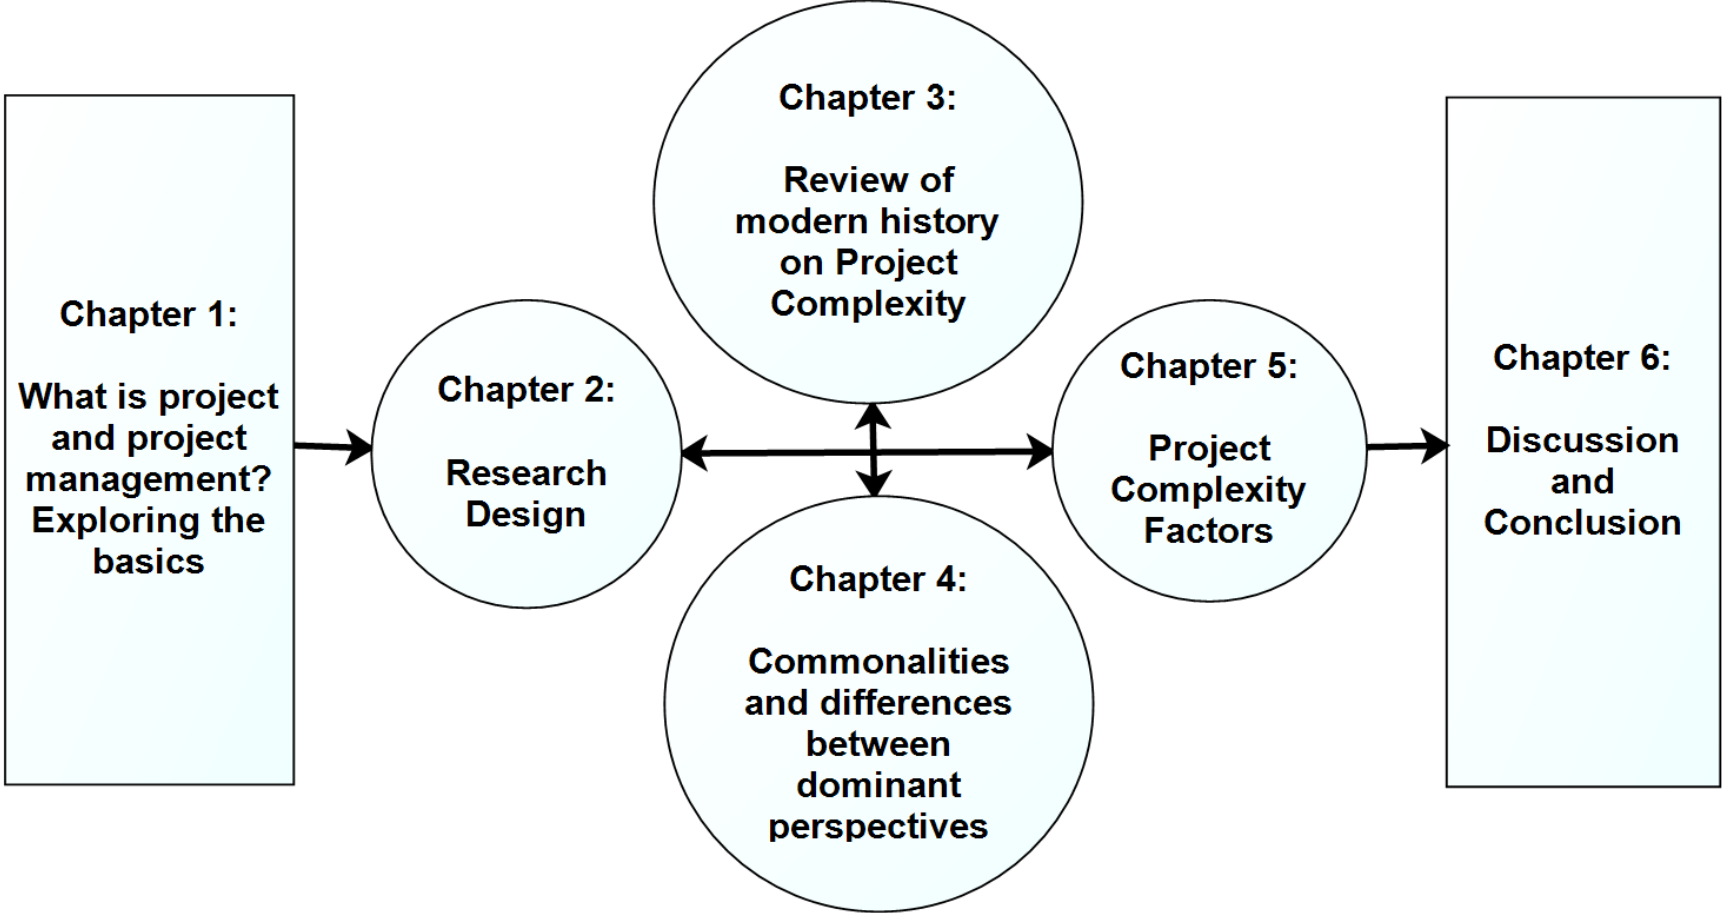 Chapter 1:
What is project
and project
management?
Exploring the
basics
Chapter 2:
Research
Design
Chapter 3:
Review of
modern history
on Project
Complexity
Chapter 4:
Commonalities
and differences
between
dominant
perspectives
Chapter 5:
Project
Complexity
Factors
Chapter 6:
Discussion
and
Conclusion